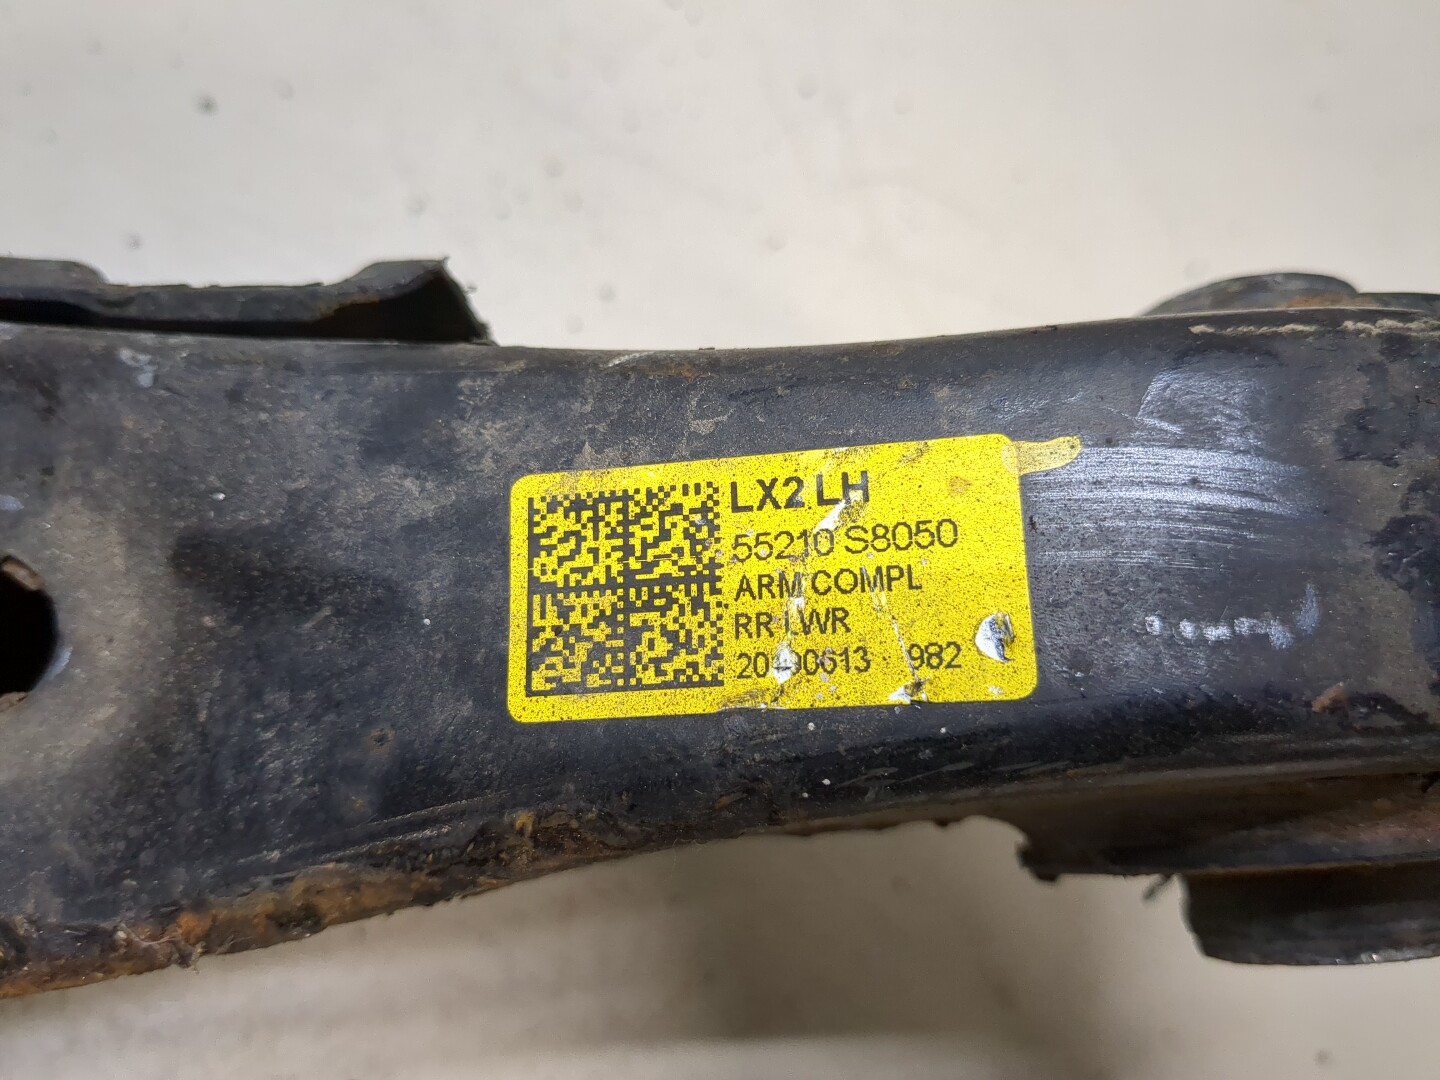 LX2 LH
55210 S8050
ARM COMPL
RR LWR
982